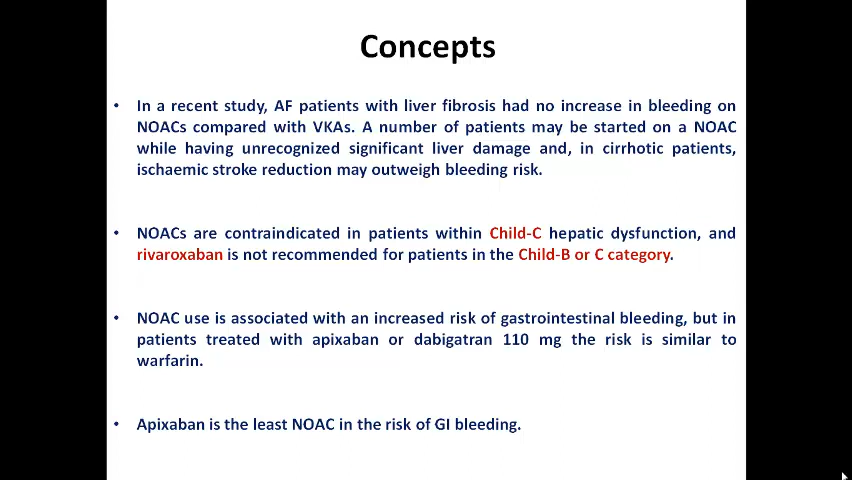 Concepts
• In a recent study, AF patients with liver fibrosis had no increase in bleeding on
NOACs compared with VKAs. A number of patients may be started on a NOAC
while having unrecognized significant liver damage and, in cirrhotic patients,
ischaemic stroke reduction may outweigh bleeding risk.
• NOACs are contraindicated in patients within Child-C hepatic dysfunction, and
rivaroxaban is not recommended for patients in the Child-B or C category.
• NOAC use is associated with an increased risk of gastrointestinal bleeding, but in
patients treated with apixaban or dabigatran 110 mg the risk is similar to
warfarin.
• Apixaban is the least NOAC in the risk of GI bleeding.